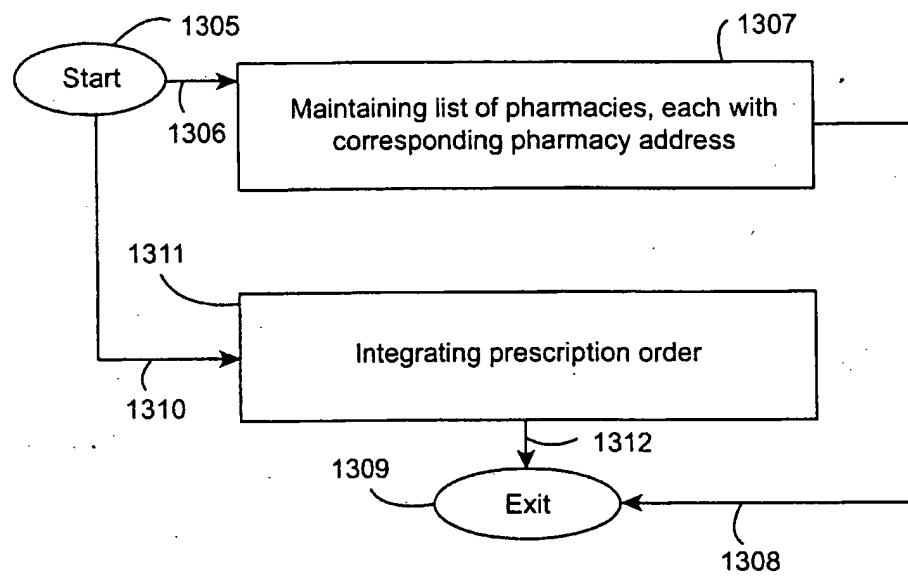 1305
1307
Start
1306
Maintaining list of pharmacies, each with
corresponding pharmacy address
1311
Integrating prescription order
1310
1312
1309
Exit
1308